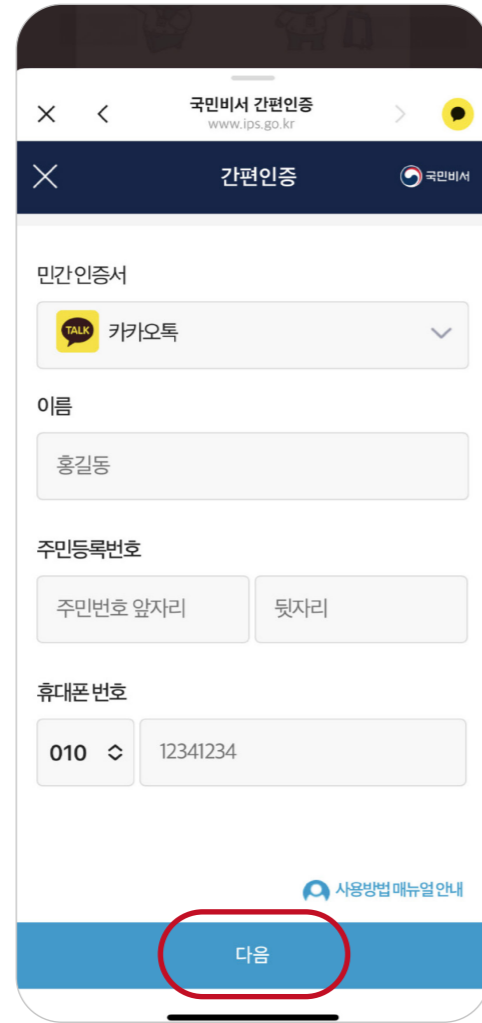 국민비서 간편인증
www.ips.go.kr
간편인증
국민비서
민간 인증서
TALK 카카오톡
이름
홍길동
주민등록번호
주민번호 앞자리 뒷자리
휴대폰 번호
010 12341234
사용방법 매뉴얼 안내
다음